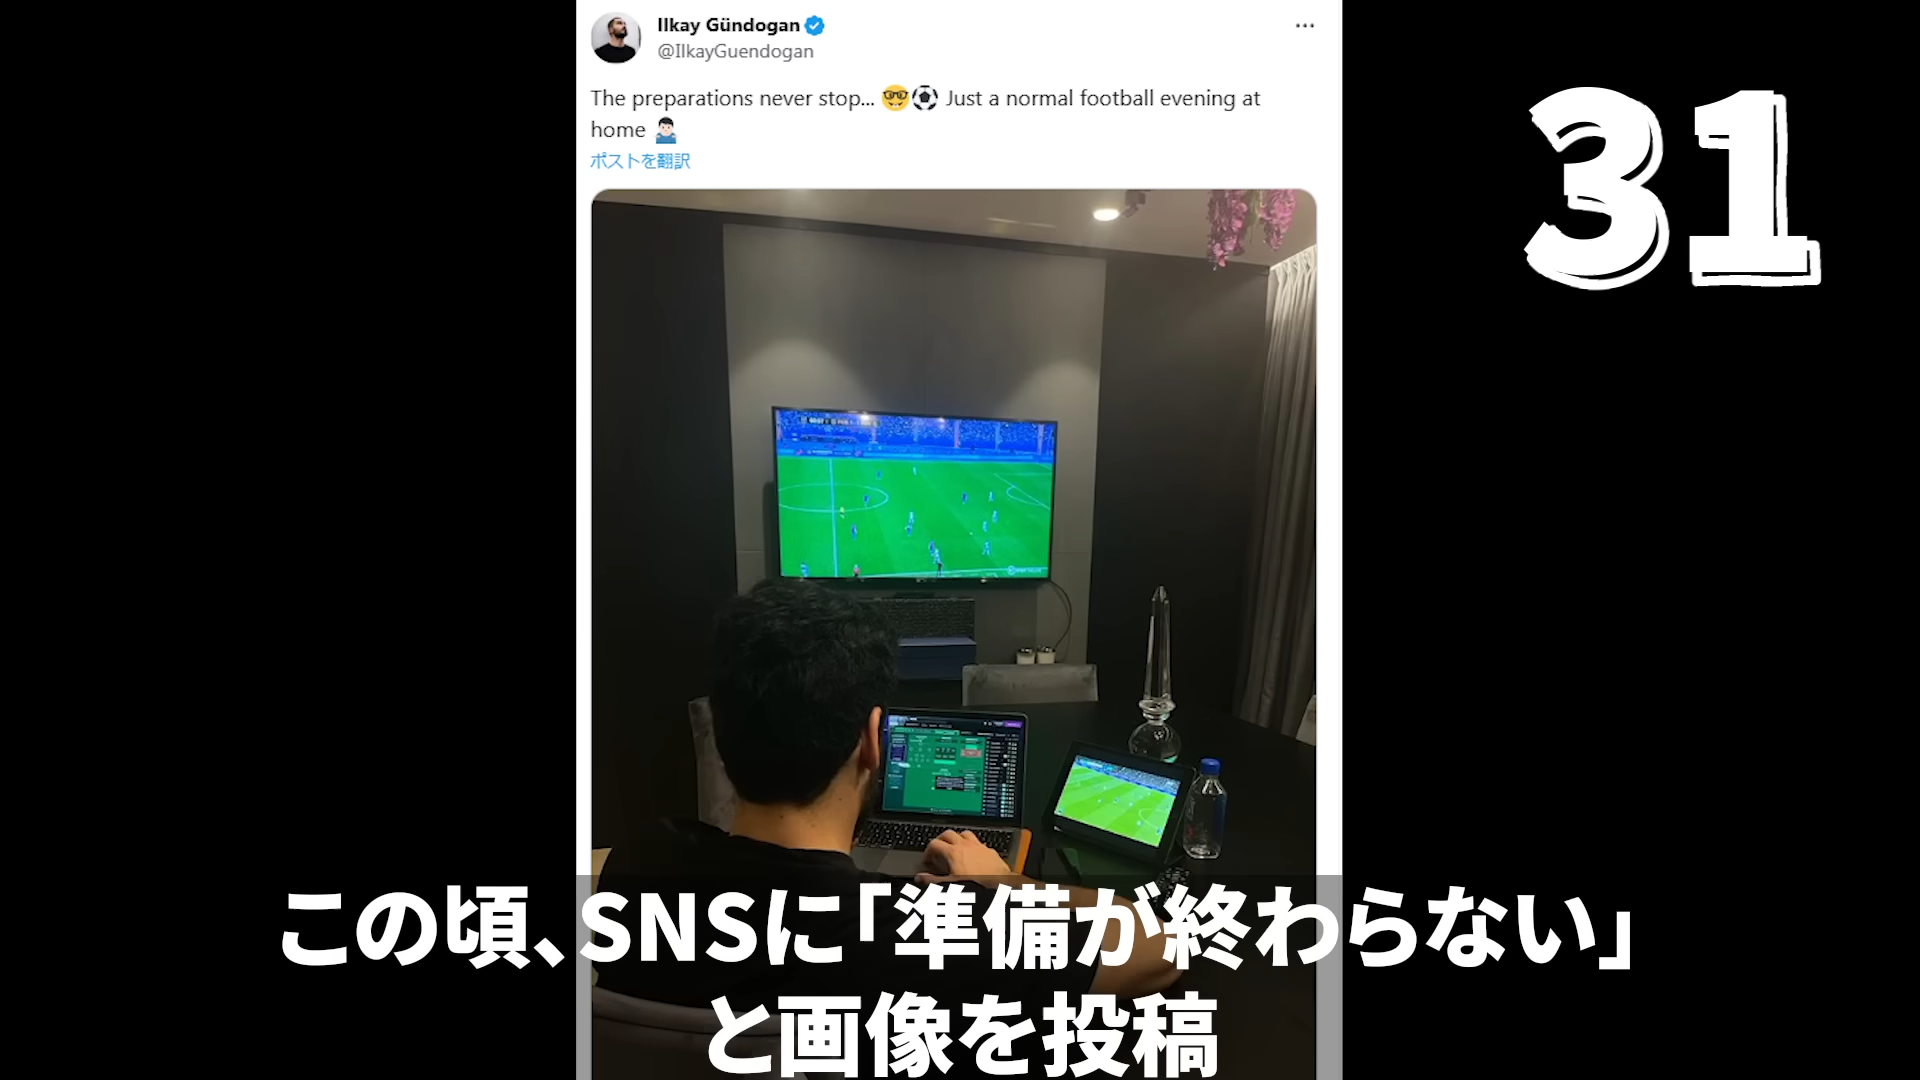 Ilkay Gündogan
@IlkayGuendogan
The preparations never stop... 🤓⚽ Just a normal football evening at
home 🤷🏻‍♂️
ポストを翻訳
31
この頃、SNSに「準備が終わらない」
と画像を投稿